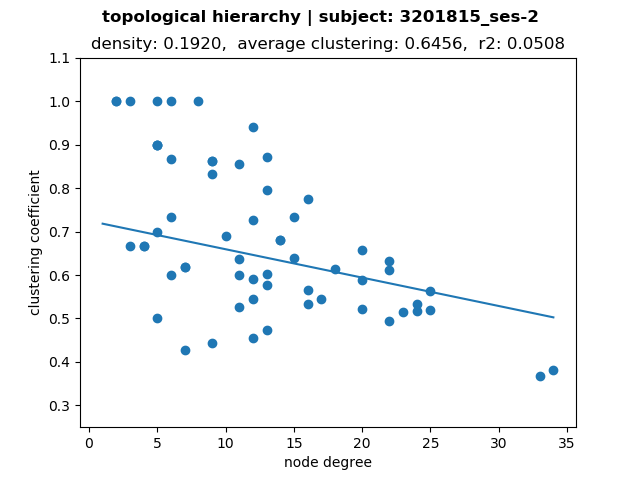 topological hierarchy | subject: 3201815_ses-2
density: 0.1920,  average clustering: 0.6456,  r2: 0.0508
1.1
1.0
0.9
0.8
0.7
0.6
0.5
0.4
0.3
clustering coefficient
0 5 10 15 20 25 30 35
node degree